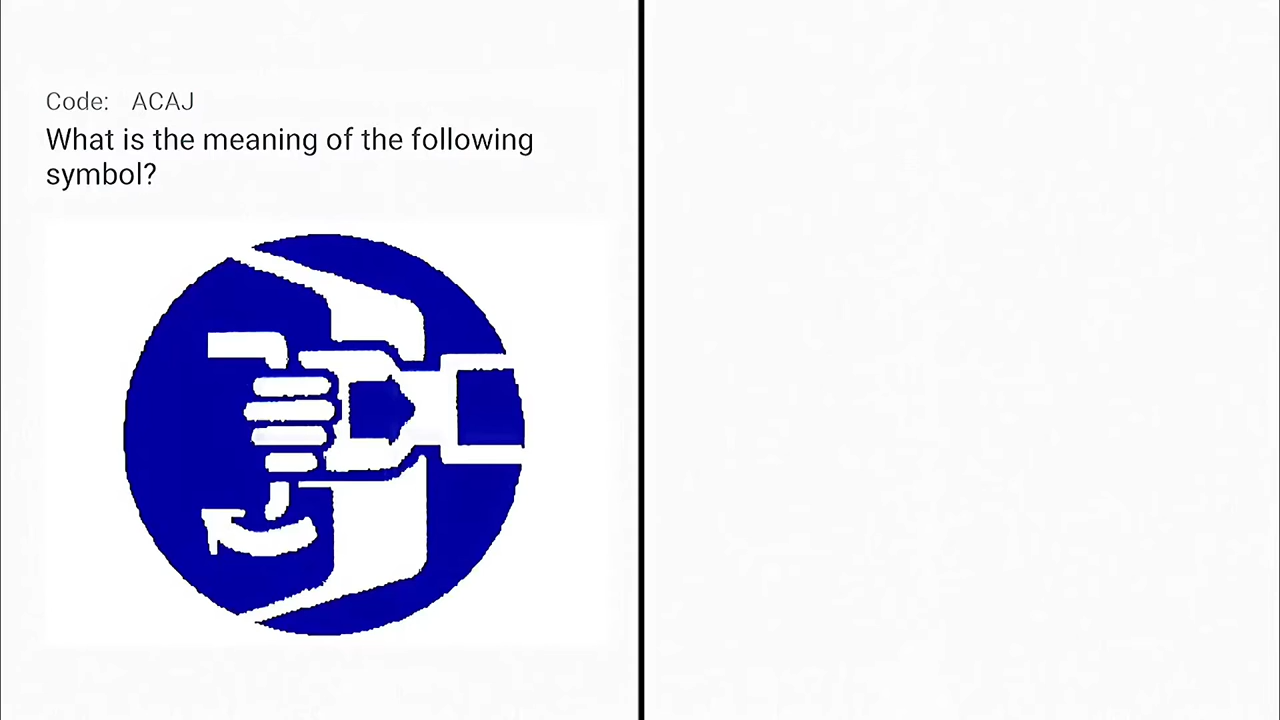 Code: ACAJ
What is the meaning of the following
symbol?